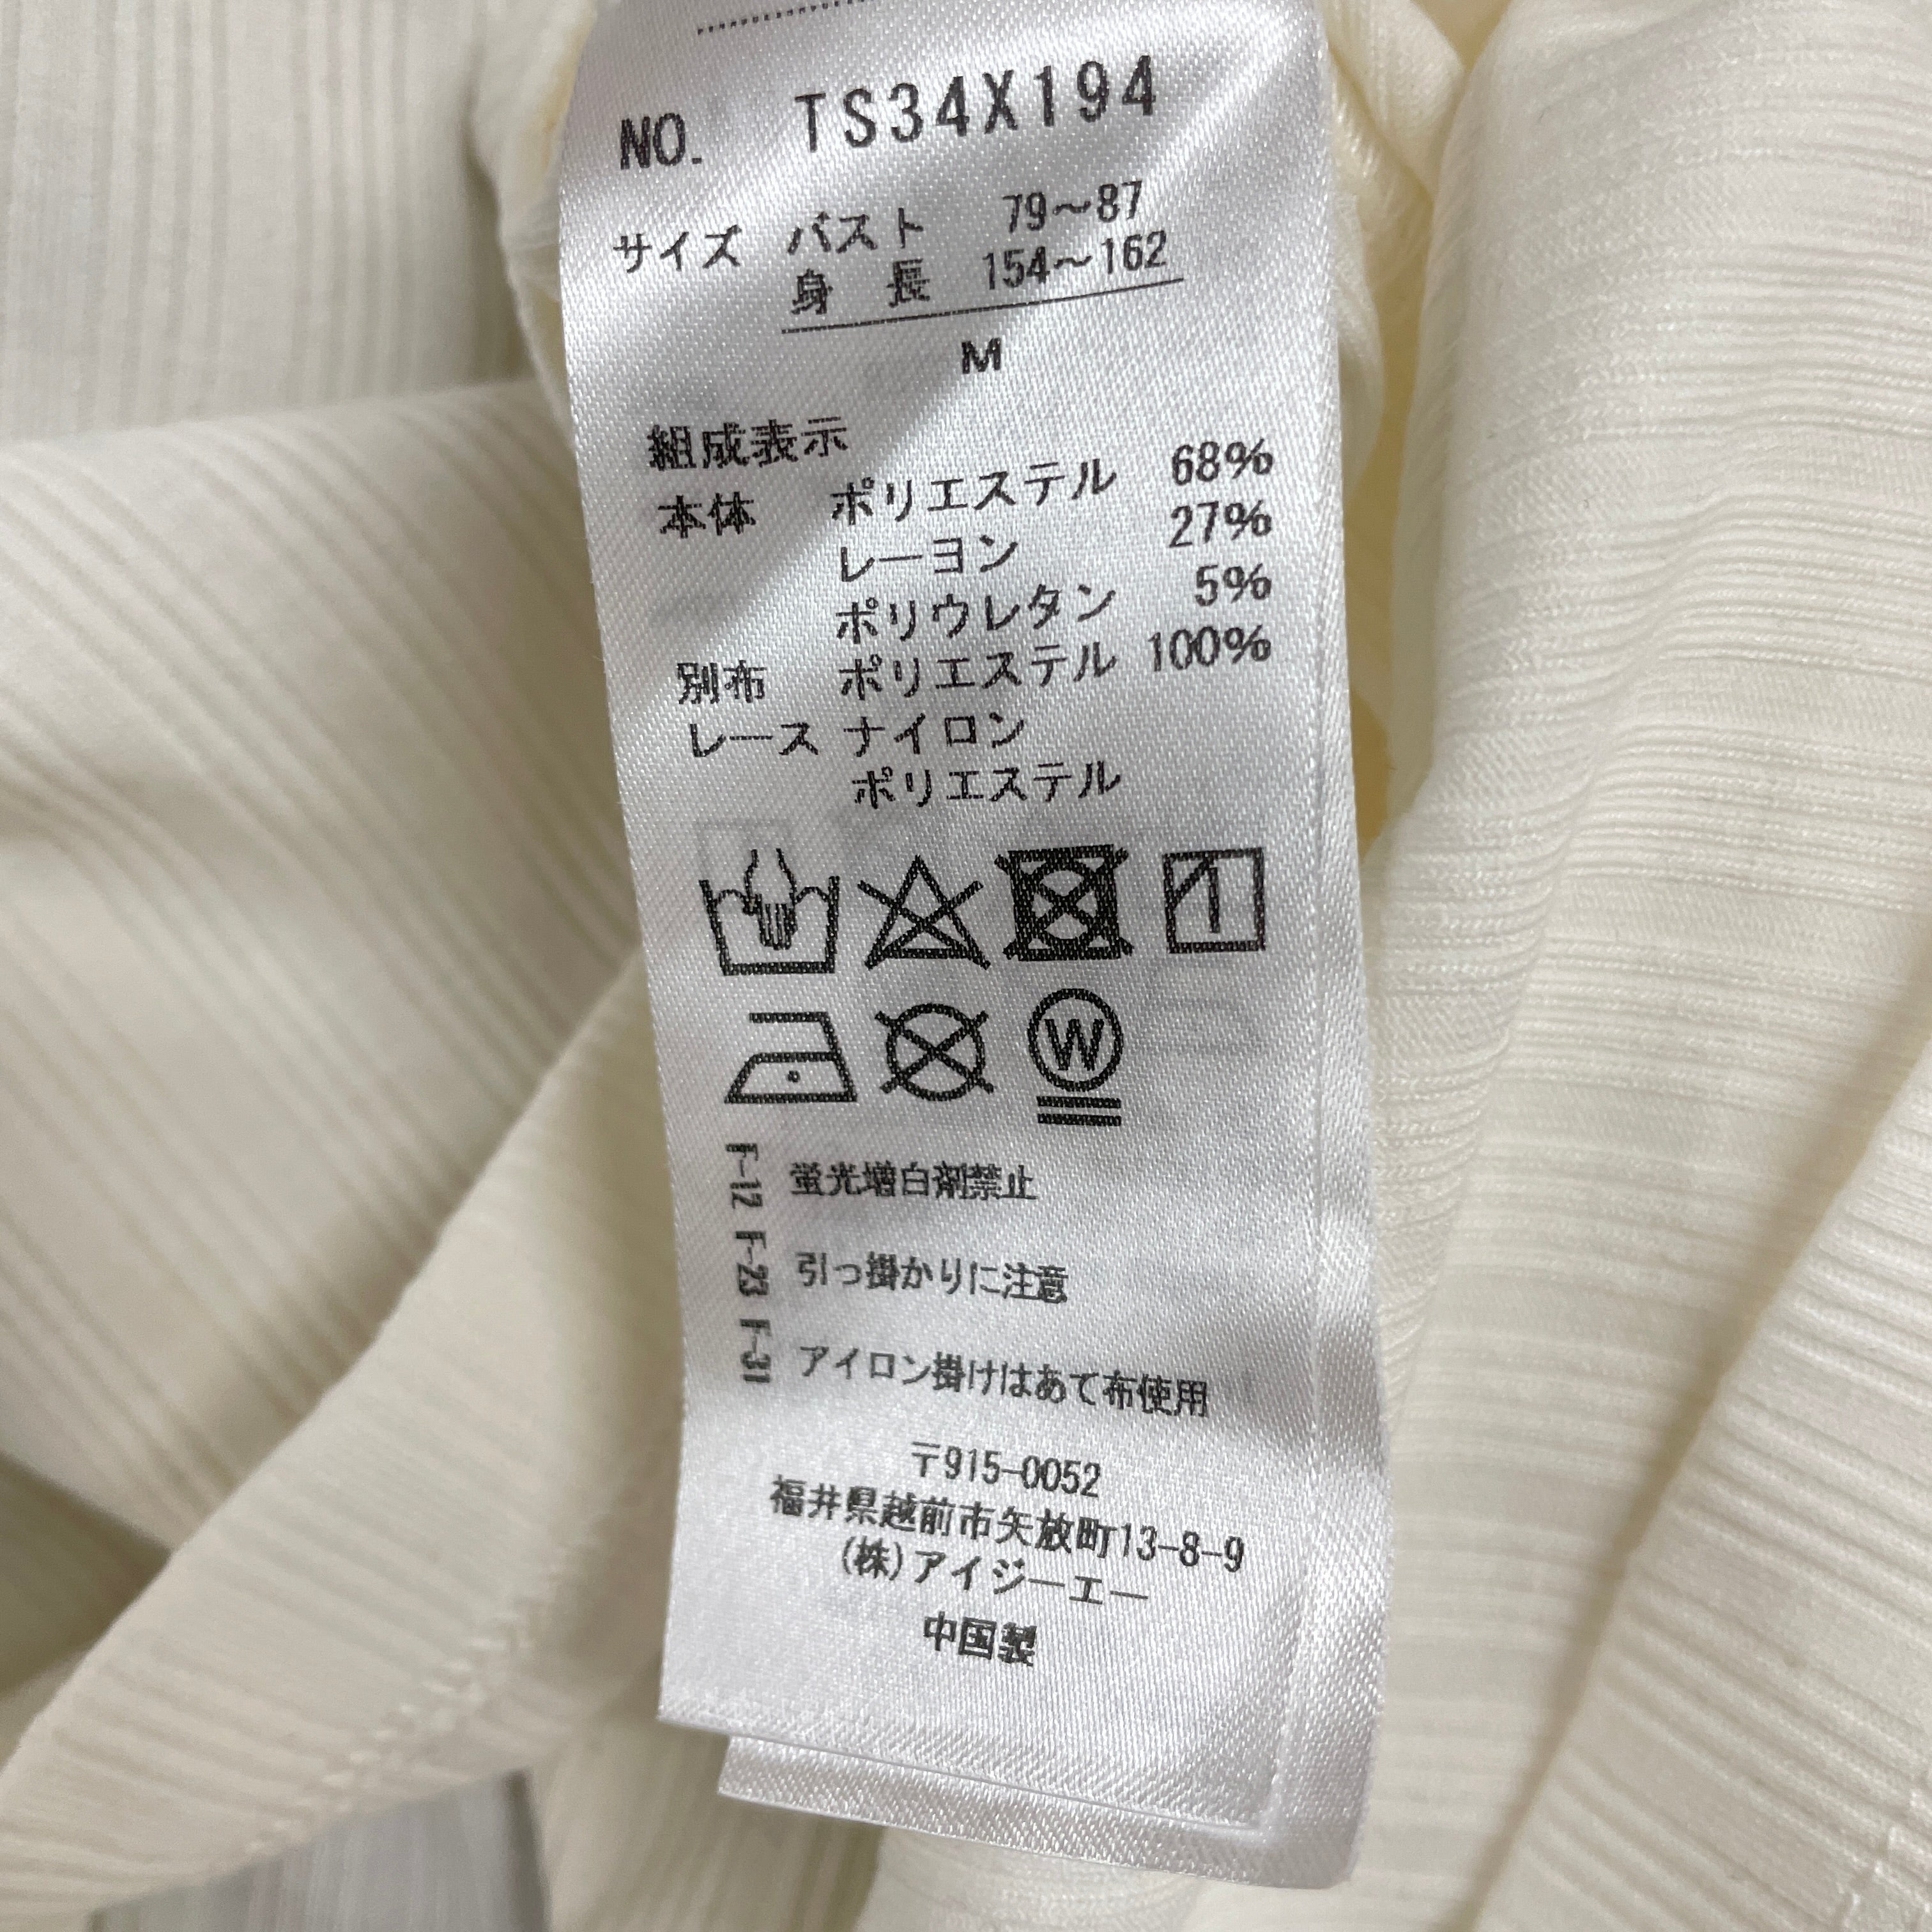 NO. TS34X194
サイズ バスト 79～87
身長 154～162
M
組成表示
本体 ポリエステル 68%
レーヨン 27%
ポリウレタン 5%
別布 ポリエステル 100%
レース ナイロン
ポリエステル
W
F-12 蛍光増白剤禁止
F-23 引っ掛かりに注意
F-31 アイロン掛けはあて布使用
〒915-0052
福井県越前市矢放町13-8-9
(株)アイジーエー
中国製